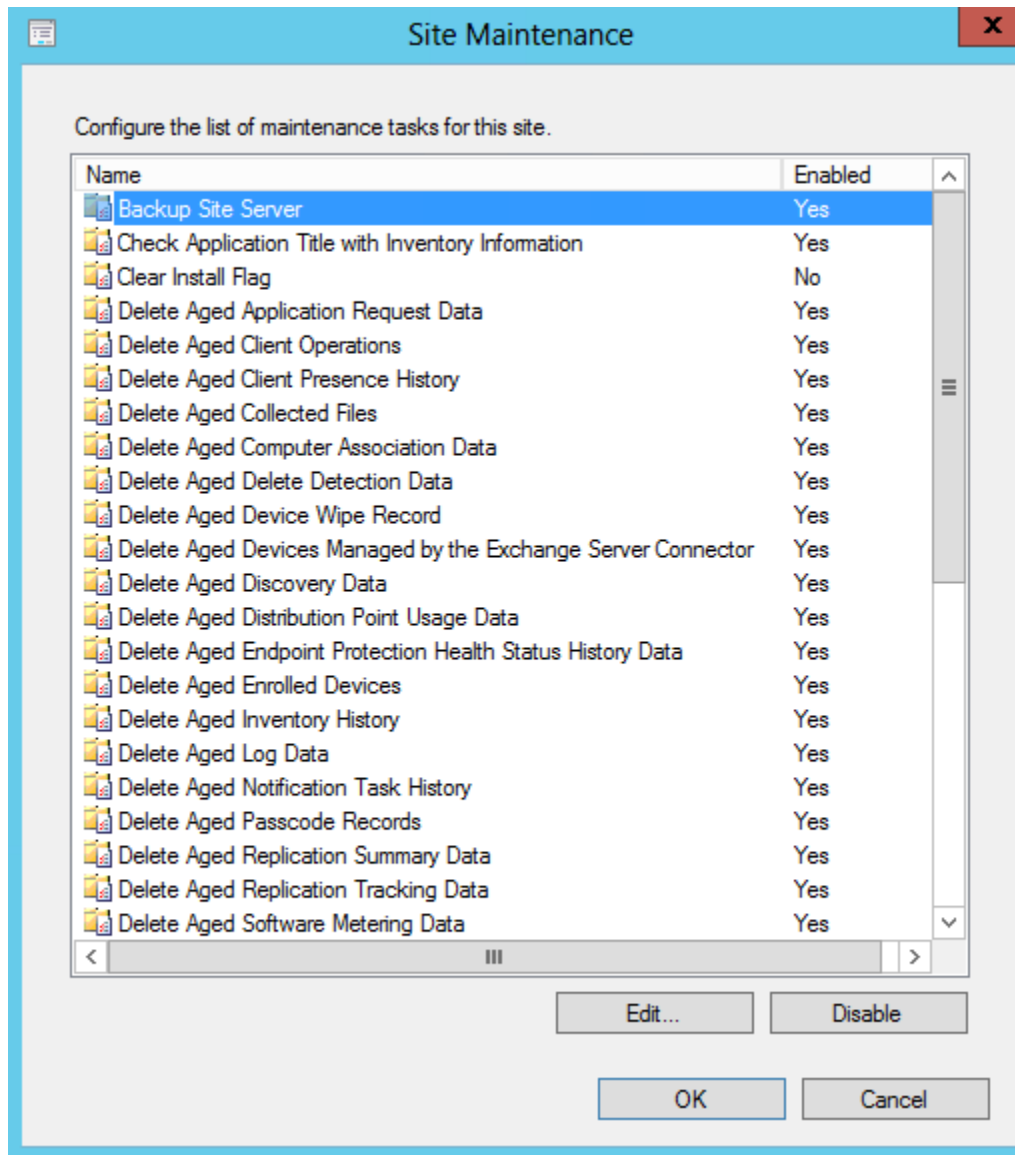 Site Maintenance
x
Configure the list of maintenance tasks for this site.
Name Enabled
Backup Site Server Yes
Check Application Title with Inventory Information Yes
Clear Install Flag No
Delete Aged Application Request Data Yes
Delete Aged Client Operations Yes
Delete Aged Client Presence History Yes
Delete Aged Collected Files Yes
Delete Aged Computer Association Data Yes
Delete Aged Delete Detection Data Yes
Delete Aged Device Wipe Record Yes
Delete Aged Devices Managed by the Exchange Server Connector Yes
Delete Aged Discovery Data Yes
Delete Aged Distribution Point Usage Data Yes
Delete Aged Endpoint Protection Health Status History Data Yes
Delete Aged Enrolled Devices Yes
Delete Aged Inventory History Yes
Delete Aged Log Data Yes
Delete Aged Notification Task History Yes
Delete Aged Passcode Records Yes
Delete Aged Replication Summary Data Yes
Delete Aged Replication Tracking Data Yes
Delete Aged Software Metering Data Yes
Edit... Disable
OK Cancel